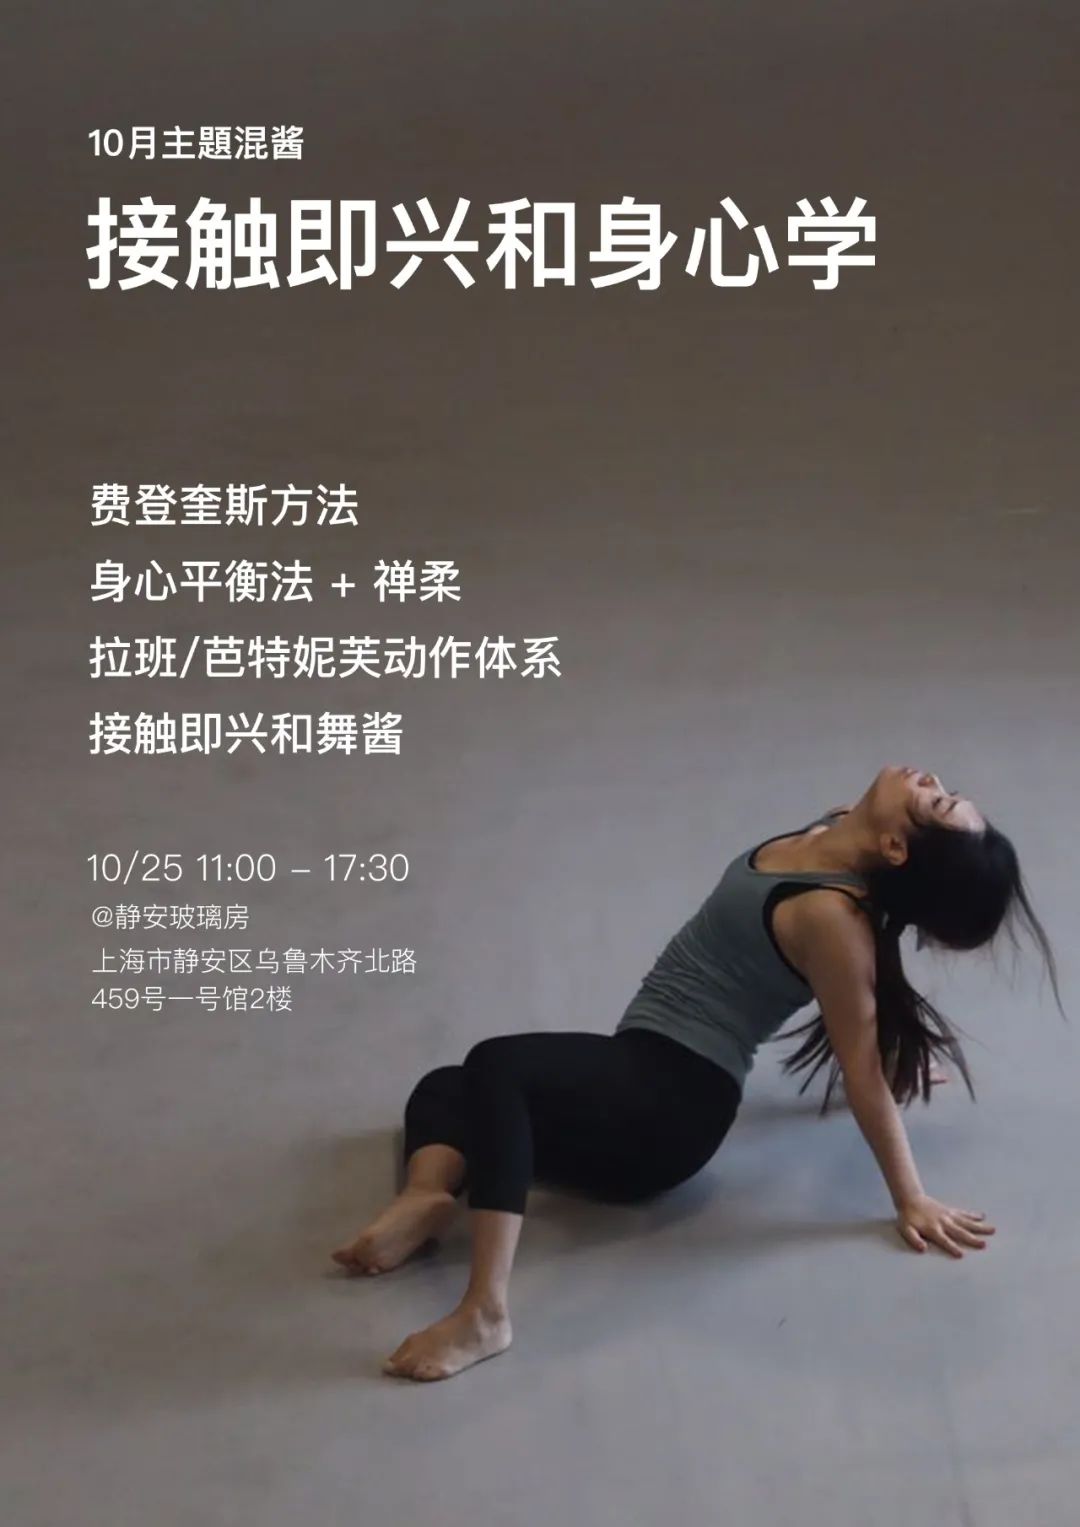 10月主題混酱
接触即兴和身心学
费登奎斯方法
身心平衡法 + 禅柔
拉班/芭特妮芙动作体系
接触即兴和舞酱
10/25 11:00 – 17:30
@静安玻璃房
上海市静安区乌鲁木齐北路
459号一号馆2楼